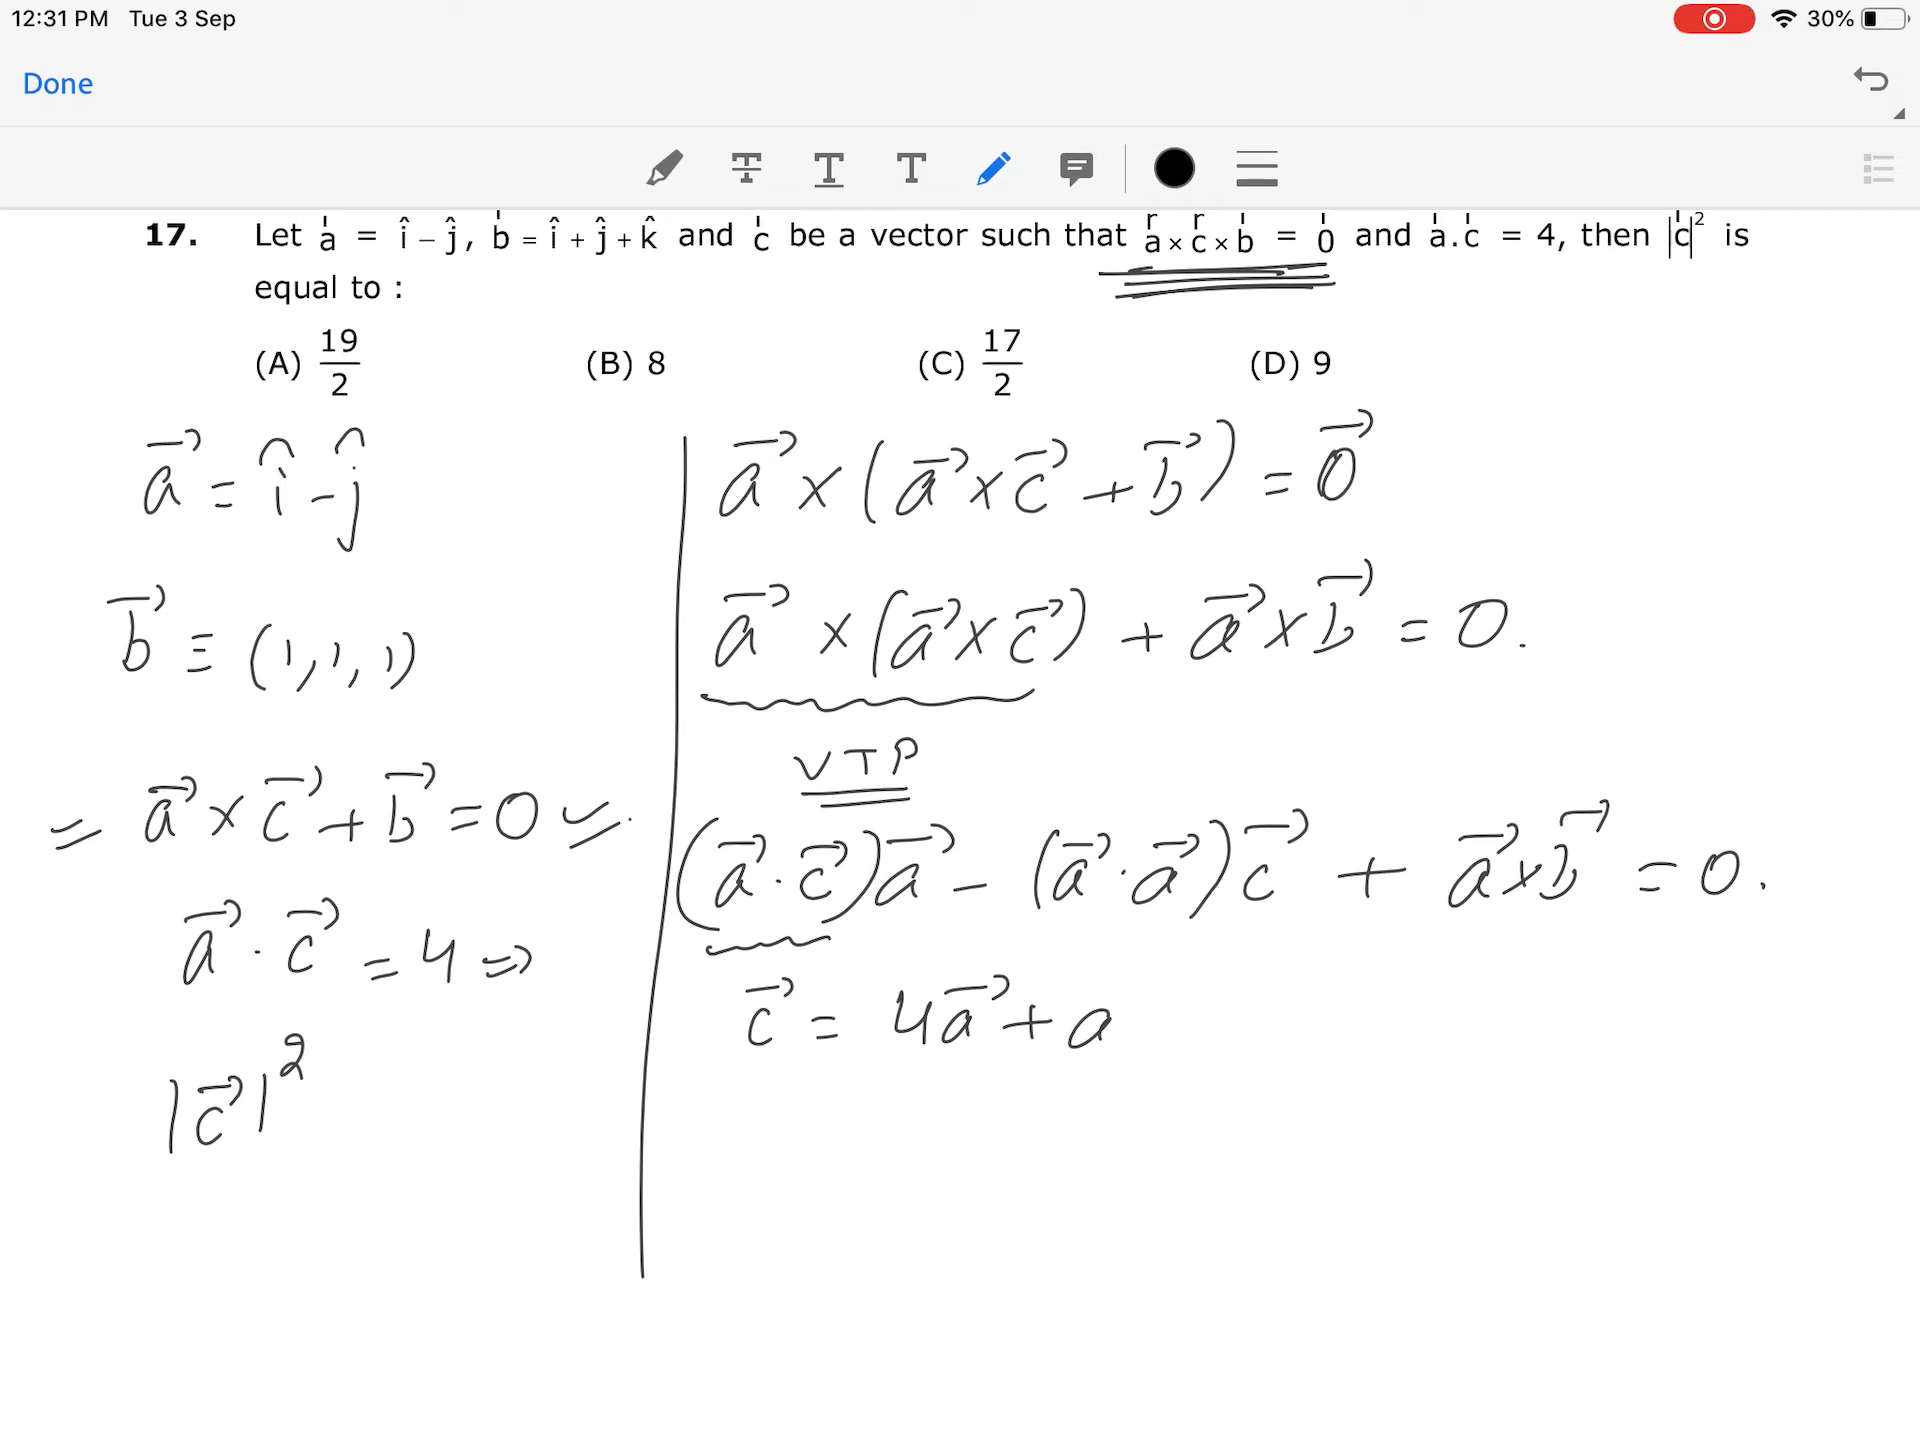 12:31 PM Tue 3 Sep 30%
Done
17. Let a = î − ĵ, b = î + ĵ + k̂ and c be a vector such that a × c × b = 0 and a.c = 4, then |c|² is
equal to :
(A) 19/2 (B) 8 (C) 17/2 (D) 9
a⃗ = î − ĵ
b⃗ ≡ (1, 1, 1)
= a⃗ × c⃗ + b⃗ = 0
a⃗ · c⃗ = 4 ⇒
|c⃗|²
a⃗ × (a⃗ × c⃗ + b⃗) = 0⃗
a⃗ × (a⃗ × c⃗) + a⃗ × b⃗ = 0.
VTP
(a⃗ · c⃗)a⃗ − (a⃗ · a⃗)c⃗ + a⃗ × b⃗ = 0.
c⃗ = 4a⃗ + a